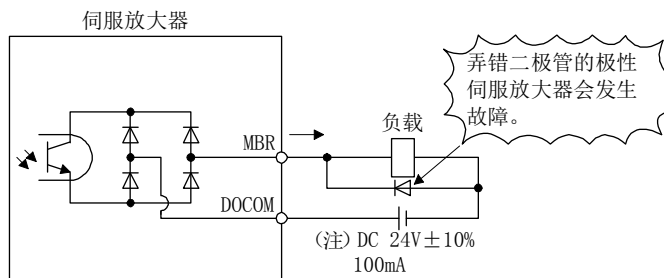 伺服放大器
弄错二极管的极性
伺服放大器会发生
故障。
负载
MBR
DOCOM
(注) DC 24V±10%
100mA